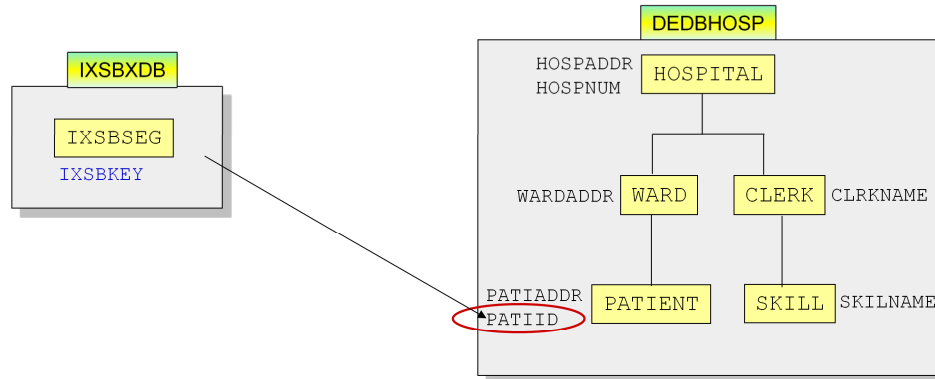 IXSBXDB
IXSBSEG
IXSBKEY
DEDBHOSP
HOSPADDR
HOSPNUM
HOSPITAL
WARDADDR
WARD
CLERK
CLRKNAME
PATIADDR
PATIID
PATIENT
SKILL
SKILNAME